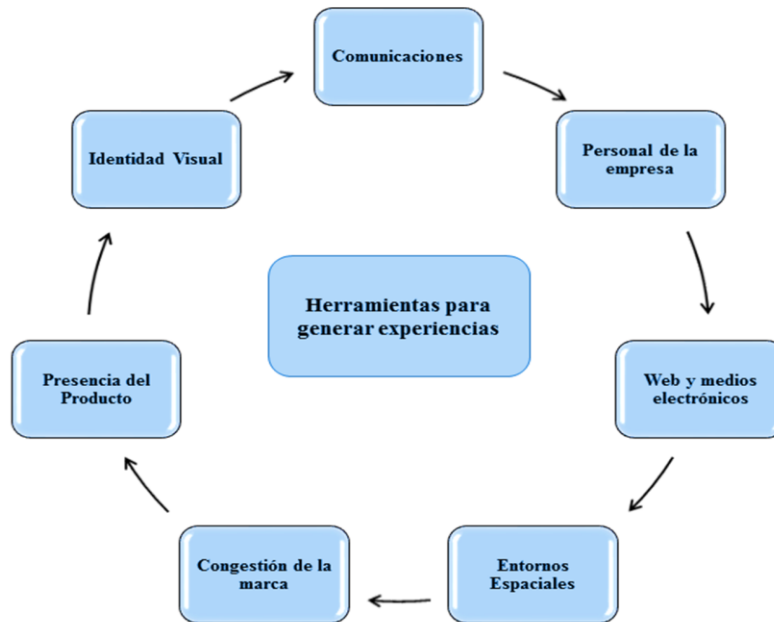 Comunicaciones
Personal de la
empresa
Web y medios
electrónicos
Entornos
Espaciales
Congestión de la
marca
Presencia del
Producto
Identidad Visual
Herramientas para
generar experiencias